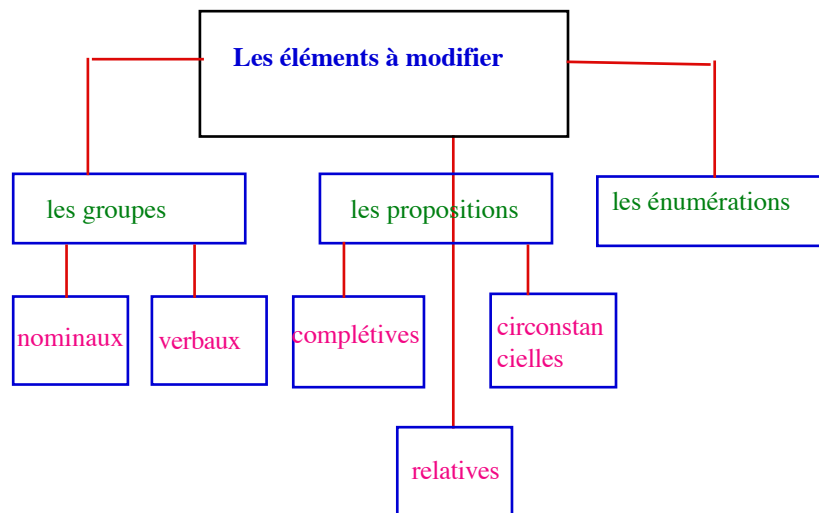 Les éléments à modifier
les groupes
les propositions
les énumérations
nominaux
verbaux
complétives
circonstan
cielles
relatives